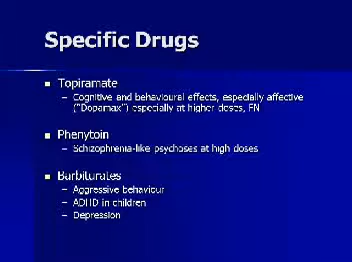 Specific Drugs
Topiramate
– Cognitive and behavioural effects, especially affective
("Dopamax") especially at higher doses, FN
Phenytoin
– Schizophrenia-like psychoses at high doses
Barbiturates
– Aggressive behaviour
– ADHD in children
– Depression